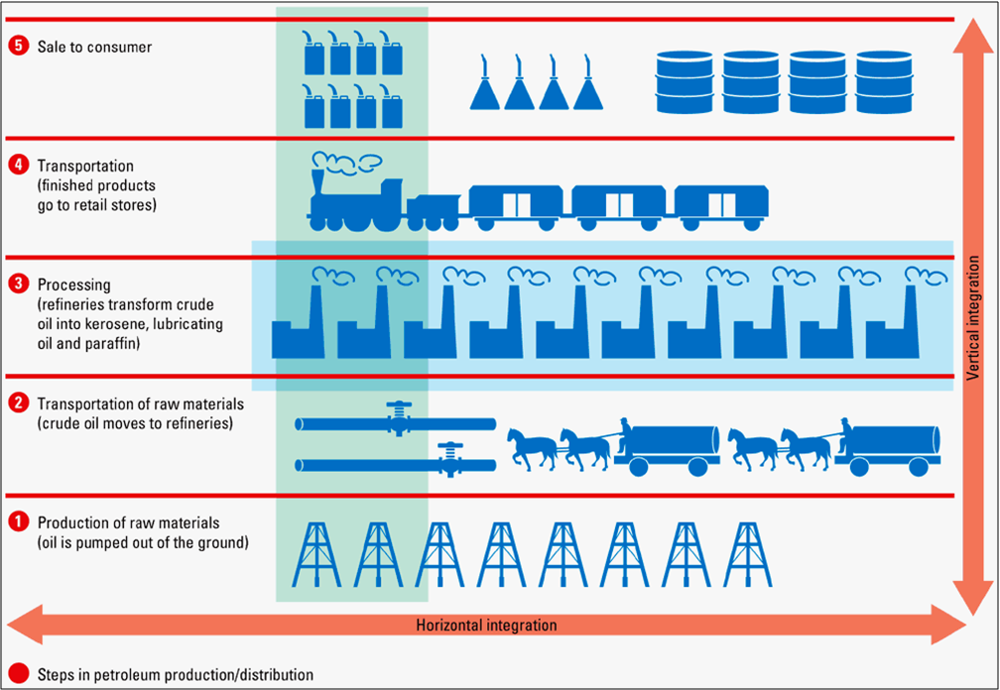 5 Sale to consumer
4 Transportation
(finished products
go to retail stores)
3 Processing
(refineries transform crude
oil into kerosene, lubricating
oil and paraffin)
2 Transportation of raw materials
(crude oil moves to refineries)
1 Production of raw materials
(oil is pumped out of the ground)
Vertical integration
Horizontal integration
Steps in petroleum production/distribution